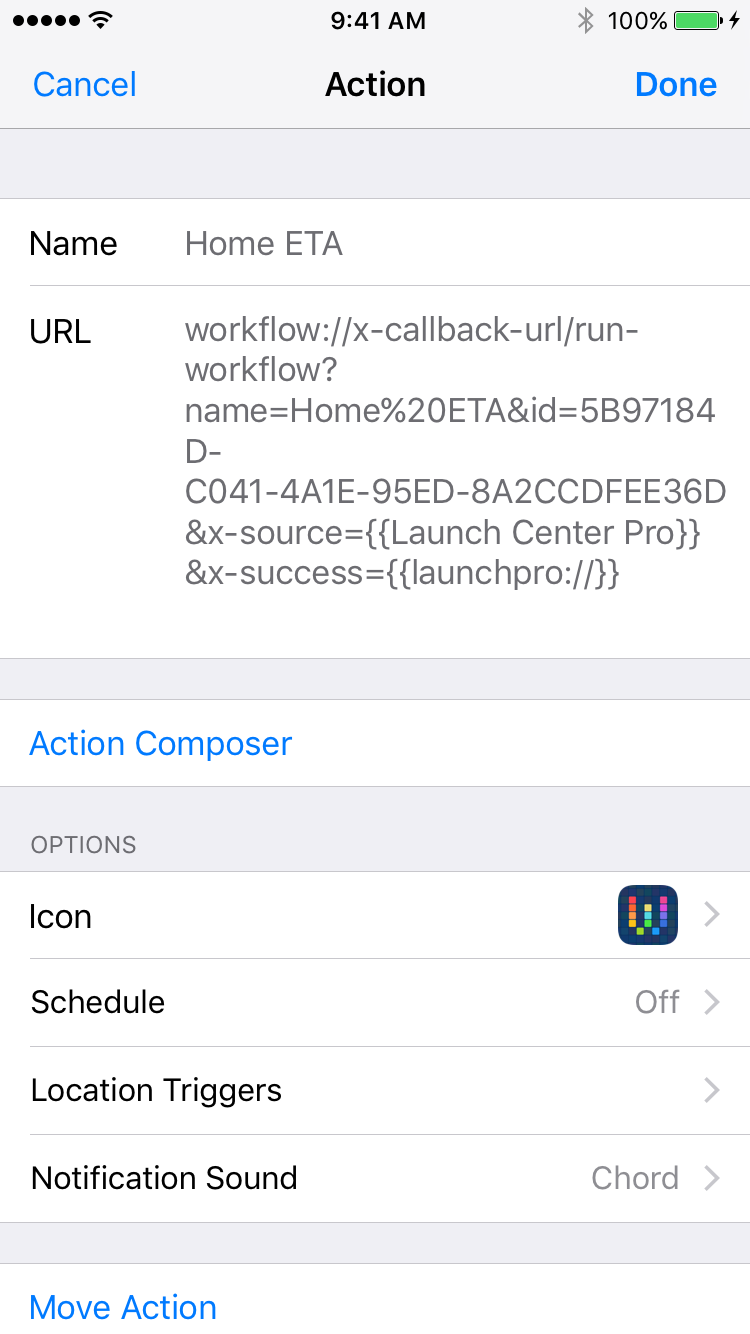 9:41 AM 100%
Cancel Action Done
Name Home ETA
URL workflow://x-callback-url/run-
workflow?
name=Home%20ETA&id=5B97184
D-
C041-4A1E-95ED-8A2CCDFEE36D
&x-source={{Launch Center Pro}}
&x-success={{launchpro://}}
Action Composer
OPTIONS
Icon
Schedule Off
Location Triggers
Notification Sound Chord
Move Action